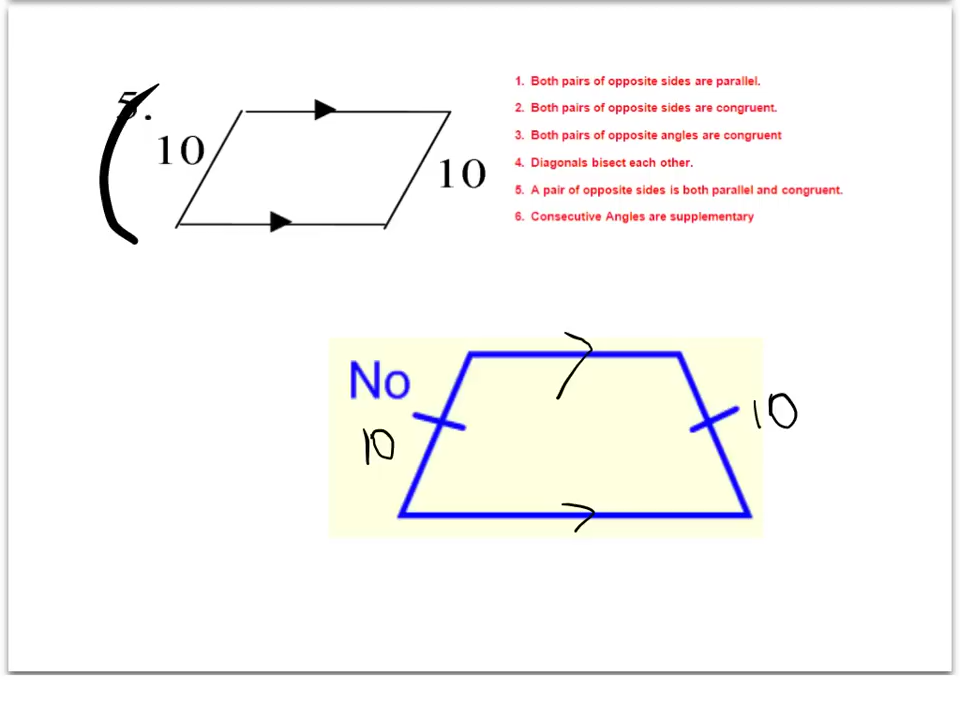 5.
10
10
1. Both pairs of opposite sides are parallel.
2. Both pairs of opposite sides are congruent.
3. Both pairs of opposite angles are congruent
4. Diagonals bisect each other.
5. A pair of opposite sides is both parallel and congruent.
6. Consecutive Angles are supplementary
No
10
10